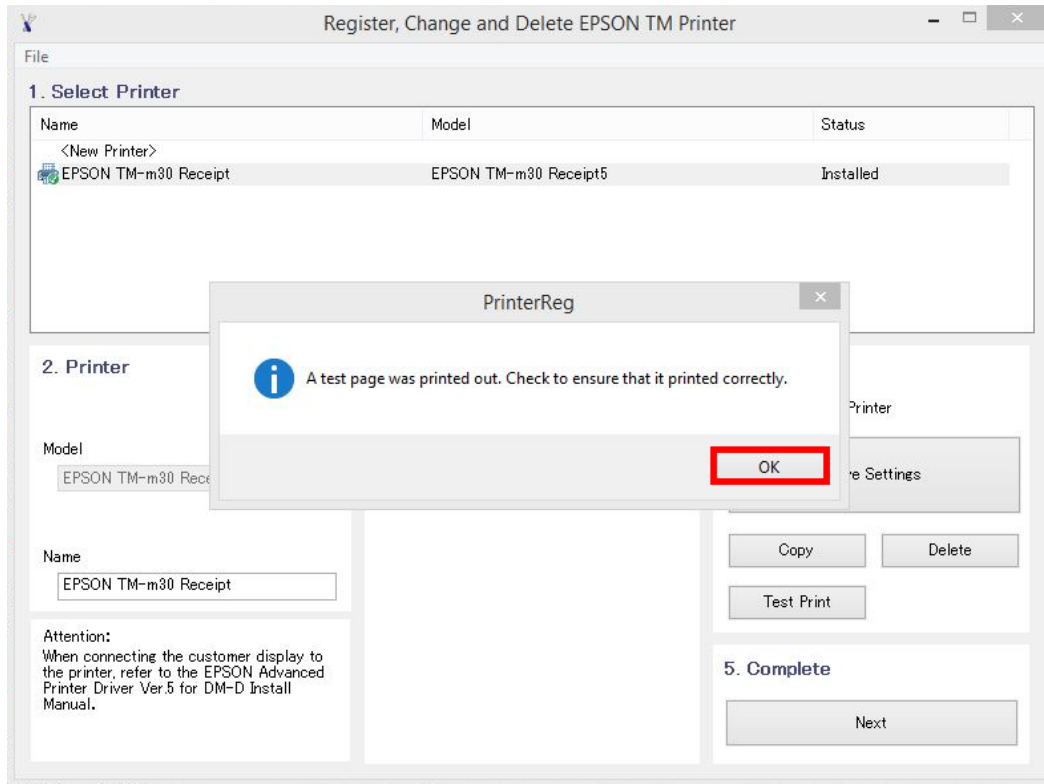 Register, Change and Delete EPSON TM Printer
File
1. Select Printer
Name Model Status
<New Printer>
EPSON TM-m30 Receipt EPSON TM-m30 Receipt5 Installed
PrinterReg
A test page was printed out. Check to ensure that it printed correctly.
OK
2. Printer
Model
EPSON TM-m30 Rece
Name
EPSON TM-m30 Receipt
Attention:
When connecting the customer display to
the printer, refer to the EPSON Advanced
Printer Driver Ver.5 for DM-D Install
Manual.
Printer
e Settings
Copy Delete
Test Print
5. Complete
Next